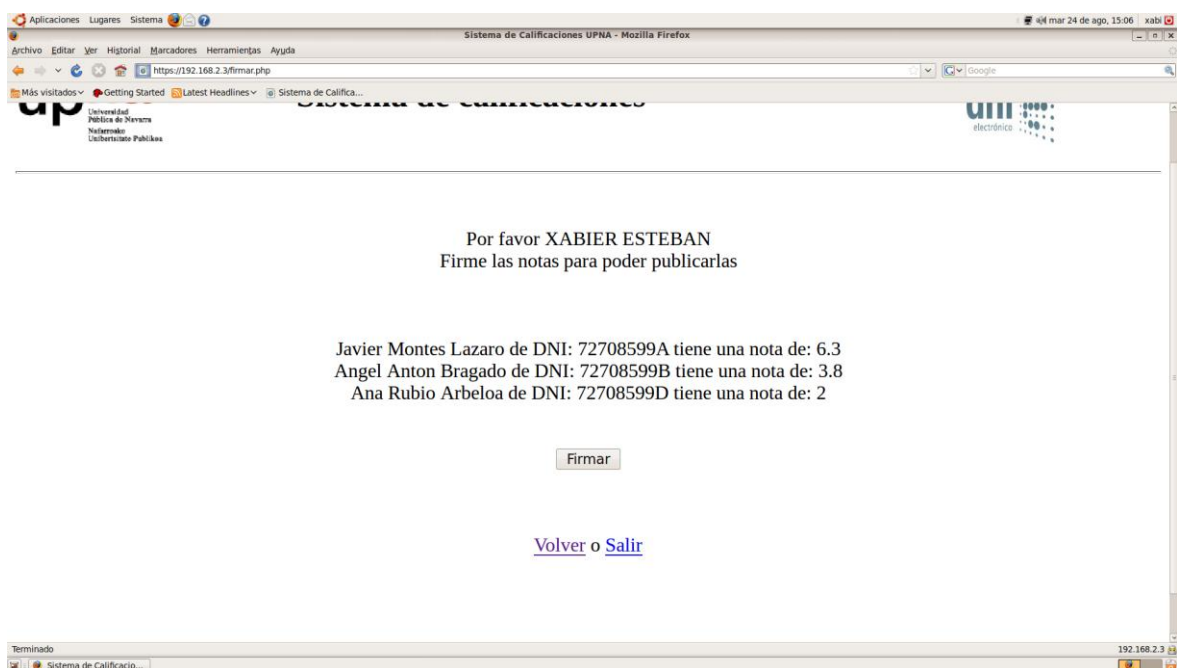 Aplicaciones Lugares Sistema mar 24 de ago, 15:06 xabi
Sistema de Calificaciones UPNA - Mozilla Firefox
Archivo Editar Ver Historial Marcadores Herramientas Ayuda
https://192.168.2.3/firmar.php Google
Más visitados Getting Started Latest Headlines Sistema de Califica...
up Sistema de calificaciones dni
Universidad
Pública de Navarra
electrónico
Nafarroako
Unibertsitate Publikoa
Por favor XABIER ESTEBAN
Firme las notas para poder publicarlas
Javier Montes Lazaro de DNI: 72708599A tiene una nota de: 6.3
Angel Anton Bragado de DNI: 72708599B tiene una nota de: 3.8
Ana Rubio Arbeloa de DNI: 72708599D tiene una nota de: 2
Firmar
Volver o Salir
Terminado 192.168.2.3
Sistema de Calificacio...